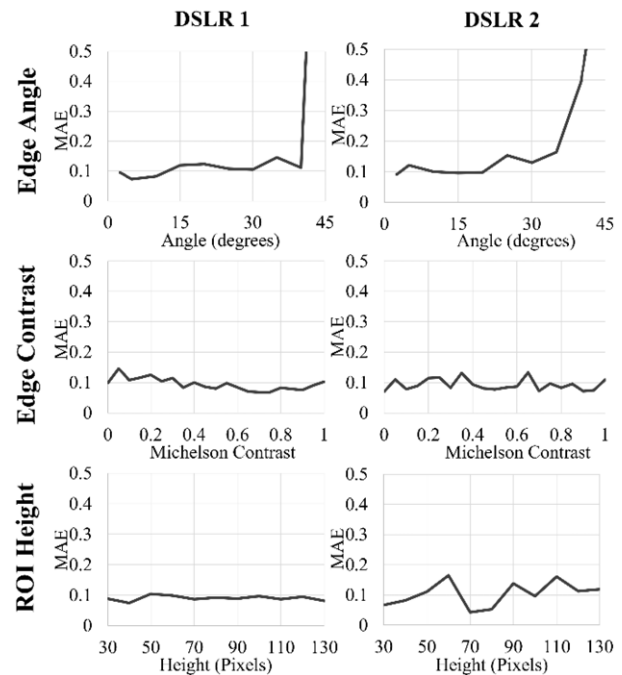 DSLR 1 DSLR 2
Edge Angle
MAE
0.5
0.4
0.3
0.2
0.1
0
0 15 30 45
Angle (degrees)
MAE
0.5
0.4
0.3
0.2
0.1
0
0 15 30 45
Angle (degrees)
Edge Contrast
MAE
0.5
0.4
0.3
0.2
0.1
0
0 0.2 0.4 0.6 0.8 1
Michelson Contrast
MAE
0.5
0.4
0.3
0.2
0.1
0
0 0.2 0.4 0.6 0.8 1
Michelson Contrast
ROI Height
MAE
0.5
0.4
0.3
0.2
0.1
0
30 50 70 90 110 130
Height (Pixels)
MAE
0.5
0.4
0.3
0.2
0.1
0
30 50 70 90 110 130
Height (Pixels)